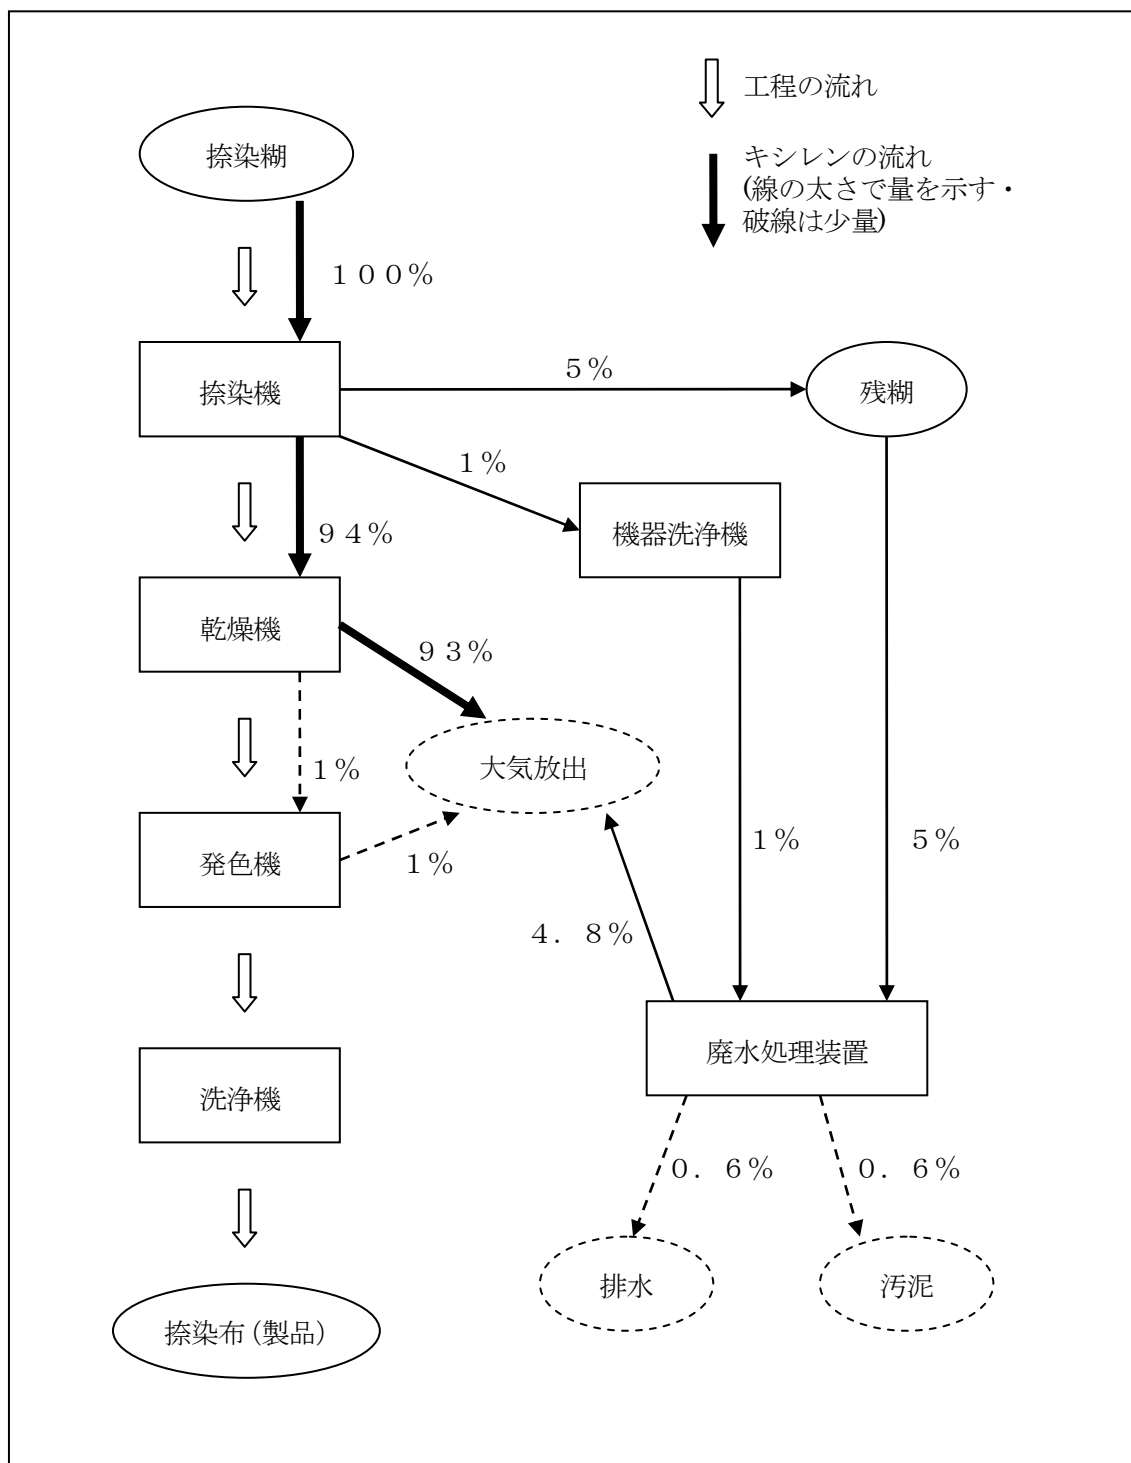 工程の流れ
キシレンの流れ
(線の太さで量を示す・
破線は少量)
捺染糊
１００%
捺染機
５%
残糊
１%
機器洗浄機
９４%
乾燥機
９３%
大気放出
１%
発色機
１%
１%
５%
４．８%
廃水処理装置
洗浄機
０．６%
０．６%
排水
汚泥
捺染布(製品)